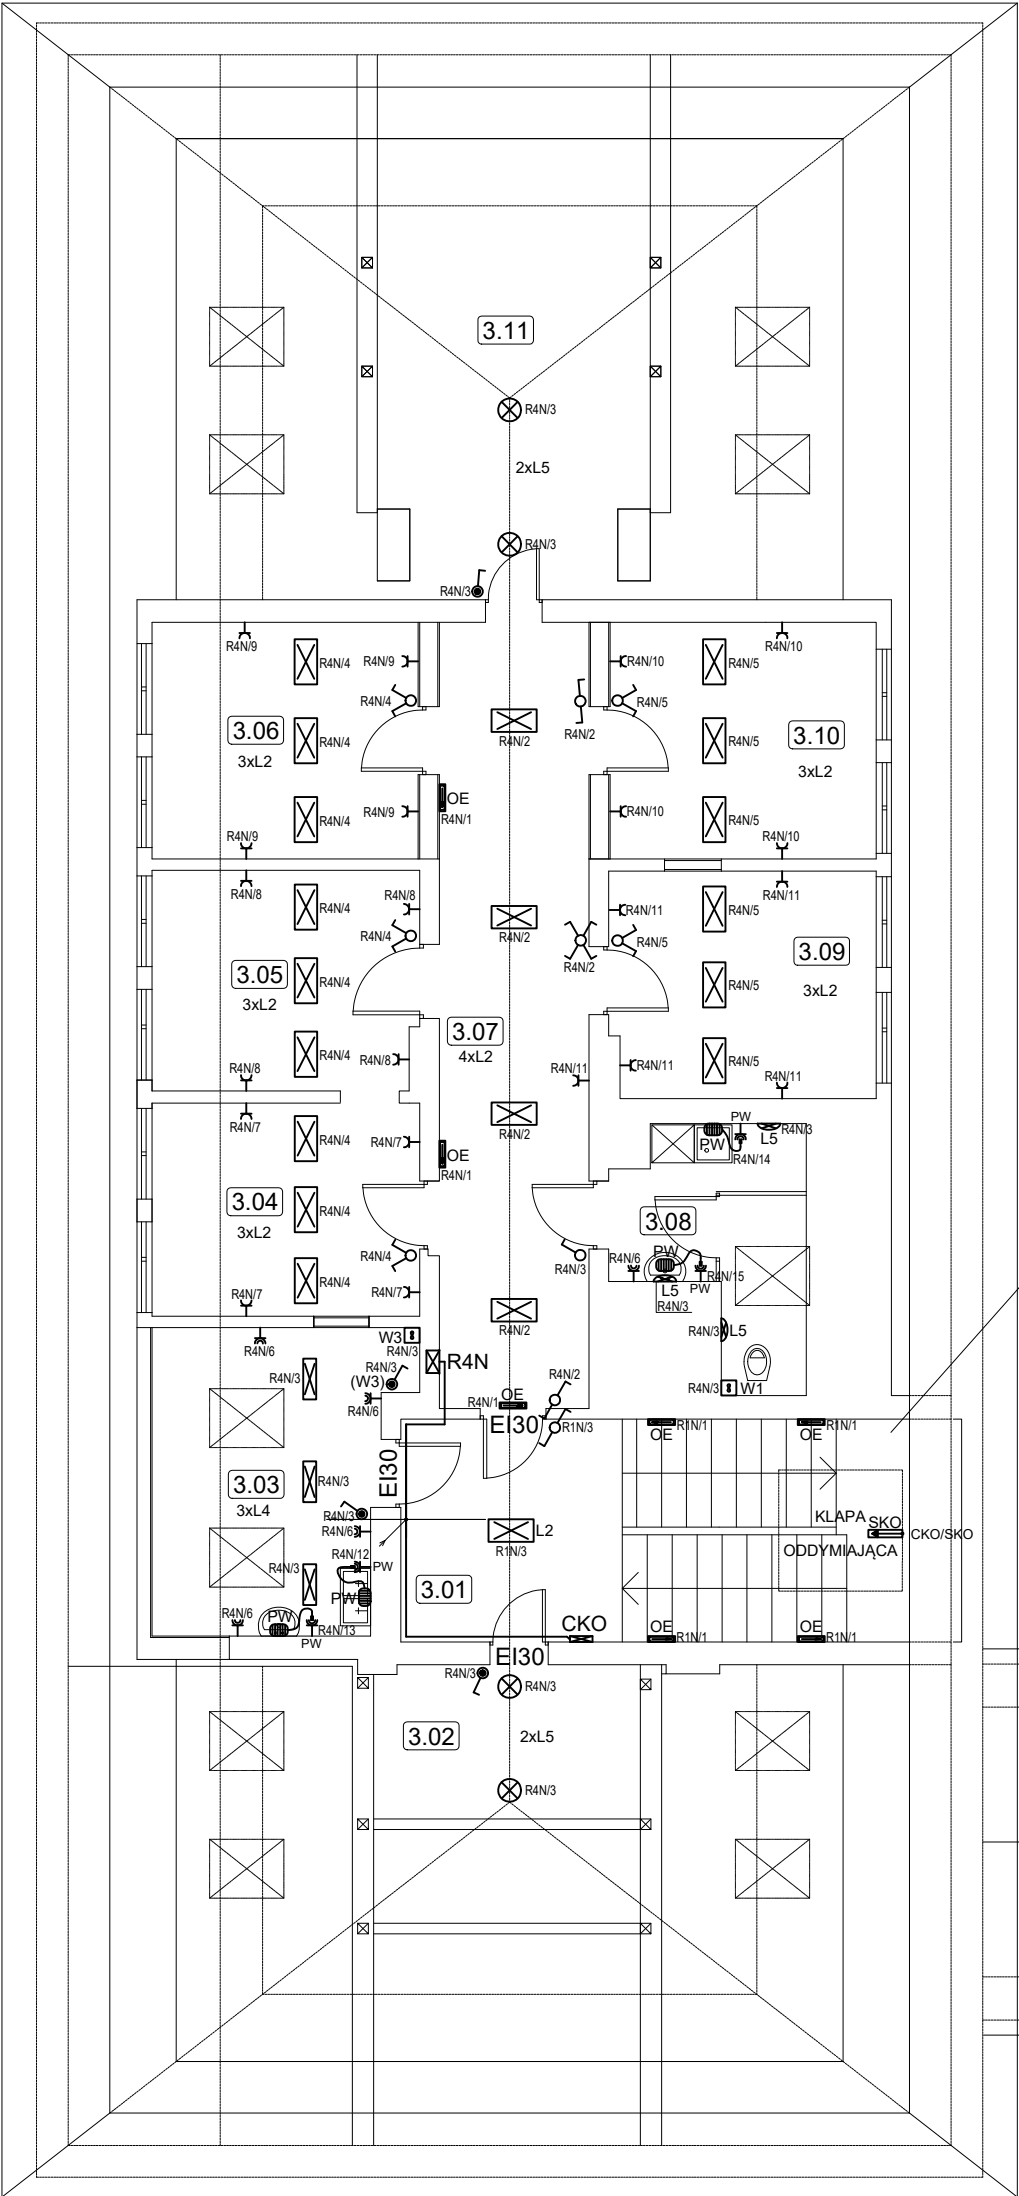 3.11
R4N/3
2xL5
R4N/3
R4N/3
R4N/9
R4N/10
R4N/4
R4N/9
R4N/10
R4N/5
R4N/4
R4N/5
R4N/2
R4N/2
3.06
3xL2
R4N/4
R4N/5
3.10
3xL2
OE
R4N/1
R4N/4
R4N/9
R4N/10
R4N/5
R4N/9
R4N/10
R4N/8
R4N/11
R4N/8
R4N/4
R4N/4
R4N/2
R4N/2
R4N/11
R4N/5
R4N/5
3.05
3xL2
R4N/4
R4N/5
3.09
3xL2
3.07
4xL2
R4N/4
R4N/8
R4N/11
R4N/11
R4N/5
R4N/8
R4N/11
R4N/7
R4N/4
R4N/7
R4N/2
PW
PW
L5
R4N/3
R4N/14
OE
R4N/1
3.04
3xL2
R4N/4
3.08
R4N/4
R4N/3
R4N/6
PW
R4N/15
PW
L5
R4N/3
R4N/4
R4N/7
R4N/7
R4N/2
R4N/3
L5
R4N/6
W3
R4N/3
R4N/3
(W3)
R4N
R4N/3
R4N/6
R4N/2
R4N/1
OE
R4N/3
W1
EI30
R1N/3
R1N/1
OE
R1N/1
OE
EI30
3.03
3xL4
R4N/3
R4N/3
R4N/6
L2
R1N/3
KLAPA
SKO
CKO/SKO
ODDYMIAJĄCA
R4N/12
PW
R4N/3
PW
3.01
R4N/6
PW
R4N/13
PW
CKO
OE
R1N/1
OE
R1N/1
EI30
R4N/3
R4N/3
3.02
2xL5
R4N/3